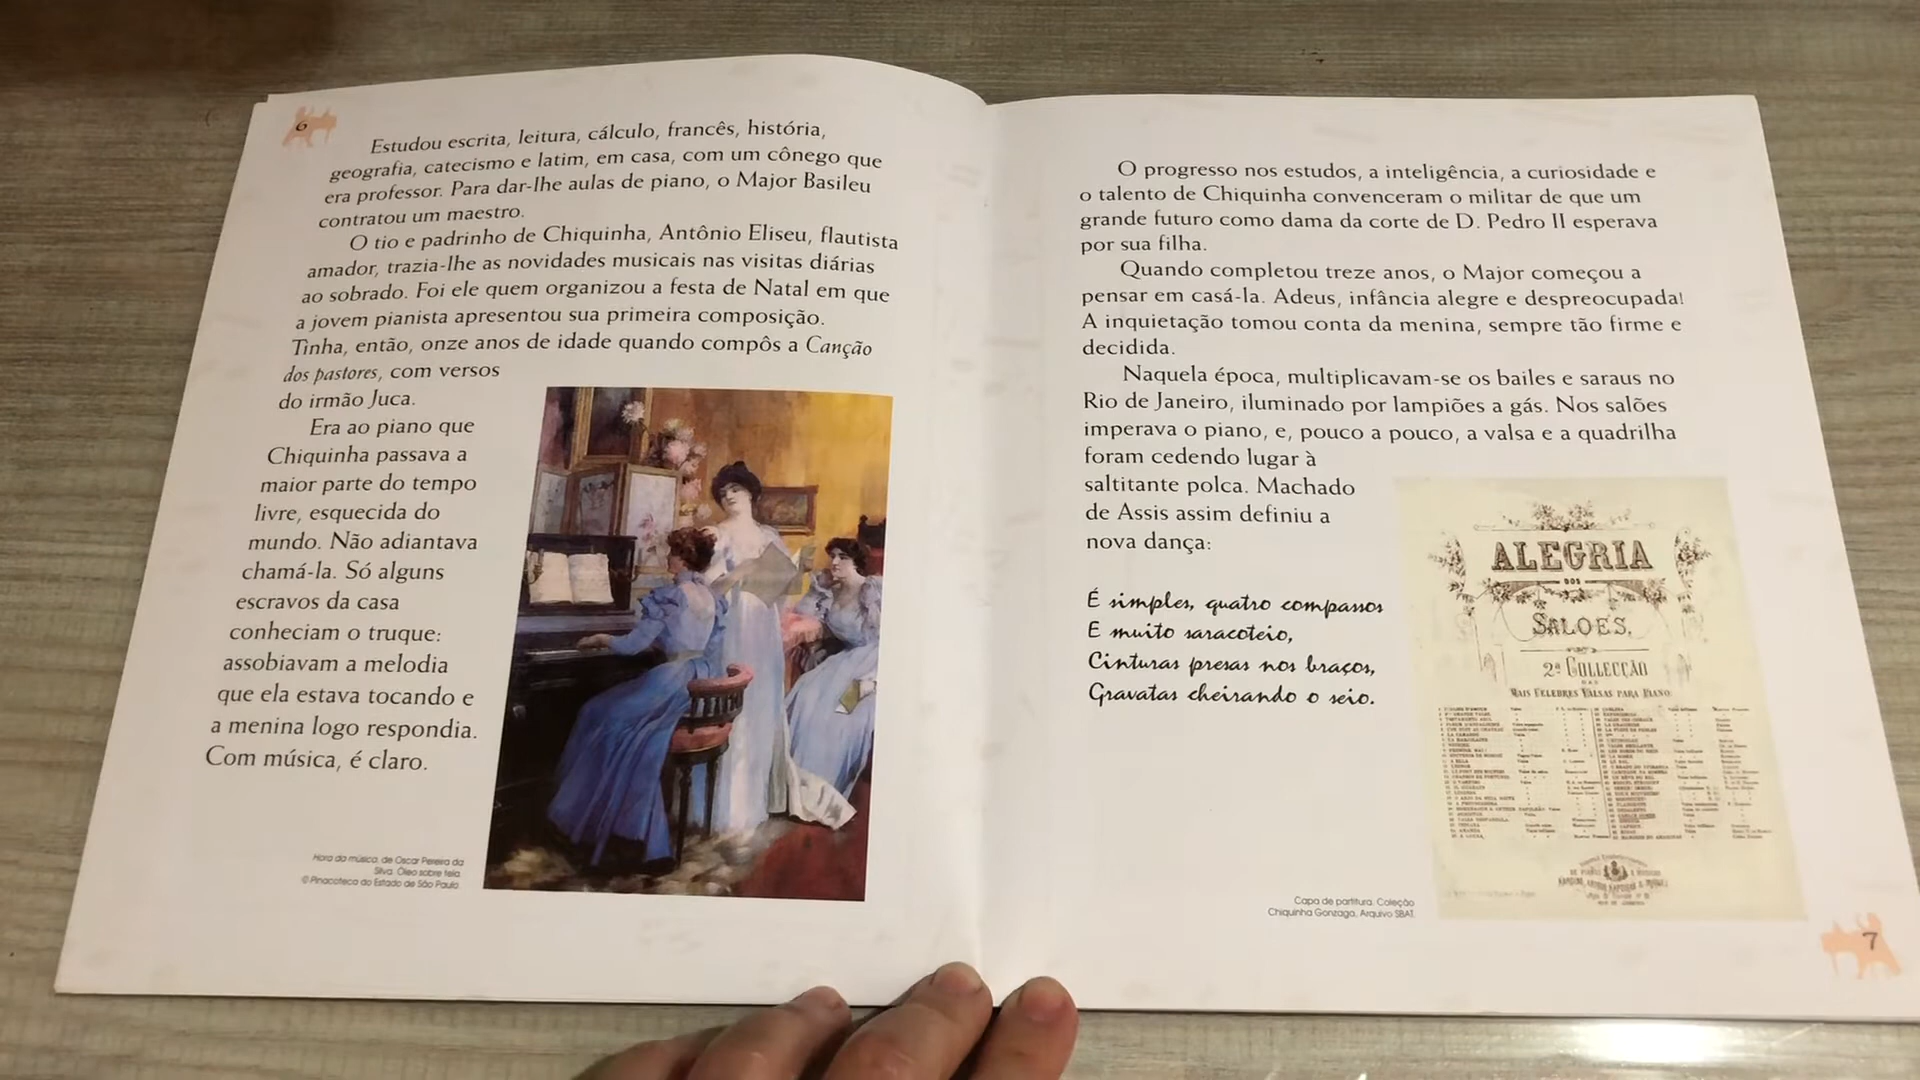 6
Estudou escrita, leitura, cálculo, francês, história,
geografia, catecismo e latim, em casa, com um cônego que
era professor. Para dar-lhe aulas de piano, o Major Basileu
contratou um maestro.
O tio e padrinho de Chiquinha, Antônio Eliseu, flautista
amador, trazia-lhe as novidades musicais nas visitas diárias
ao sobrado. Foi ele quem organizou a festa de Natal em que
a jovem pianista apresentou sua primeira composição.
Tinha, então, onze anos de idade quando compôs a Canção
dos pastores, com versos
do irmão Juca.
Era ao piano que
Chiquinha passava a
maior parte do tempo
livre, esquecida do
mundo. Não adiantava
chamá-la. Só alguns
escravos da casa
conheciam o truque:
assobiavam a melodia
que ela estava tocando e
a menina logo respondia.
Com música, é claro.
Hora da música, de Oscar Pereira da
Silva. Óleo sobre tela.
© Pinacoteca do Estado de São Paulo.
O progresso nos estudos, a inteligência, a curiosidade e
o talento de Chiquinha convenceram o militar de que um
grande futuro como dama da corte de D. Pedro II esperava
por sua filha.
Quando completou treze anos, o Major começou a
pensar em casá-la. Adeus, infância alegre e despreocupada!
A inquietação tomou conta da menina, sempre tão firme e
decidida.
Naquela época, multiplicavam-se os bailes e saraus no
Rio de Janeiro, iluminado por lampiões a gás. Nos salões
imperava o piano, e, pouco a pouco, a valsa e a quadrilha
foram cedendo lugar à
saltitante polca. Machado
de Assis assim definiu a
nova dança:
É simples, quatro compassos
E muito saracoteio,
Cinturas presas nos braços,
Gravatas cheirando o seio.
ALEGRIA
DOS
SALOES.
2ª COLLECÇÃO
DAS
MAIS CELEBRES VALSAS PARA PIANO
Capa de partitura. Coleção
Chiquinha Gonzaga. Arquivo SBAT.
7